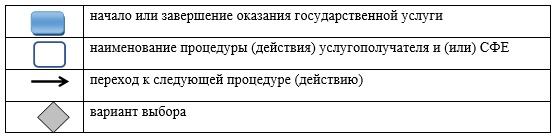 начало или завершение оказания государственной услуги
наименование процедуры (действия) услугополучателя и (или) СФЕ
переход к следующей процедуре (действию)
вариант выбора